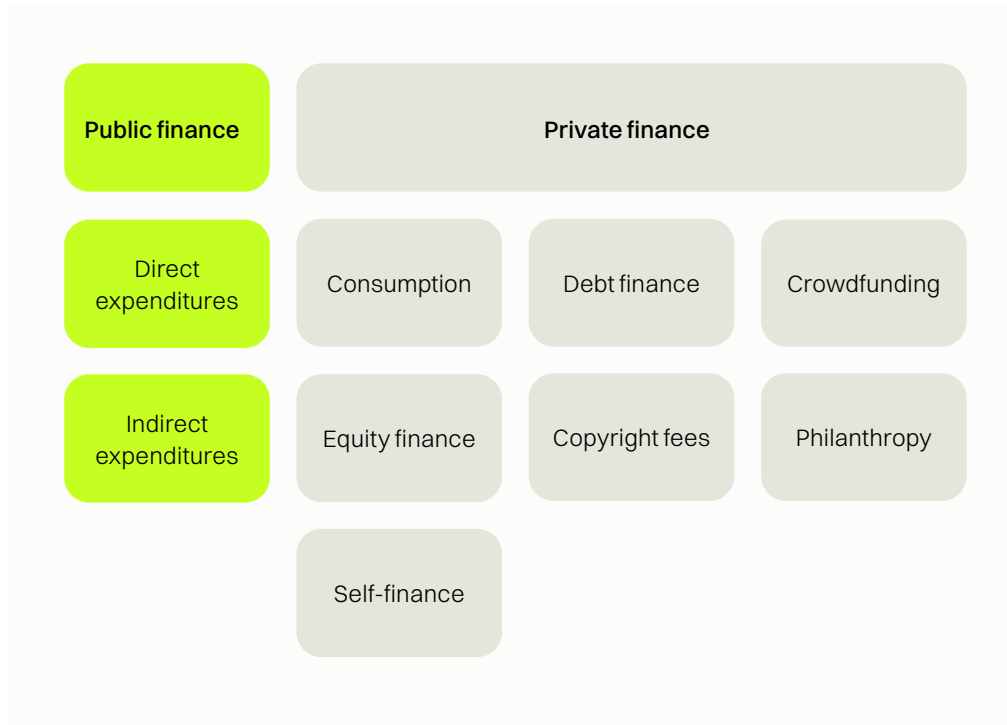 Public finance
Private finance
Direct
expenditures
Consumption
Debt finance
Crowdfunding
Indirect
expenditures
Equity finance
Copyright fees
Philanthropy
Self-finance